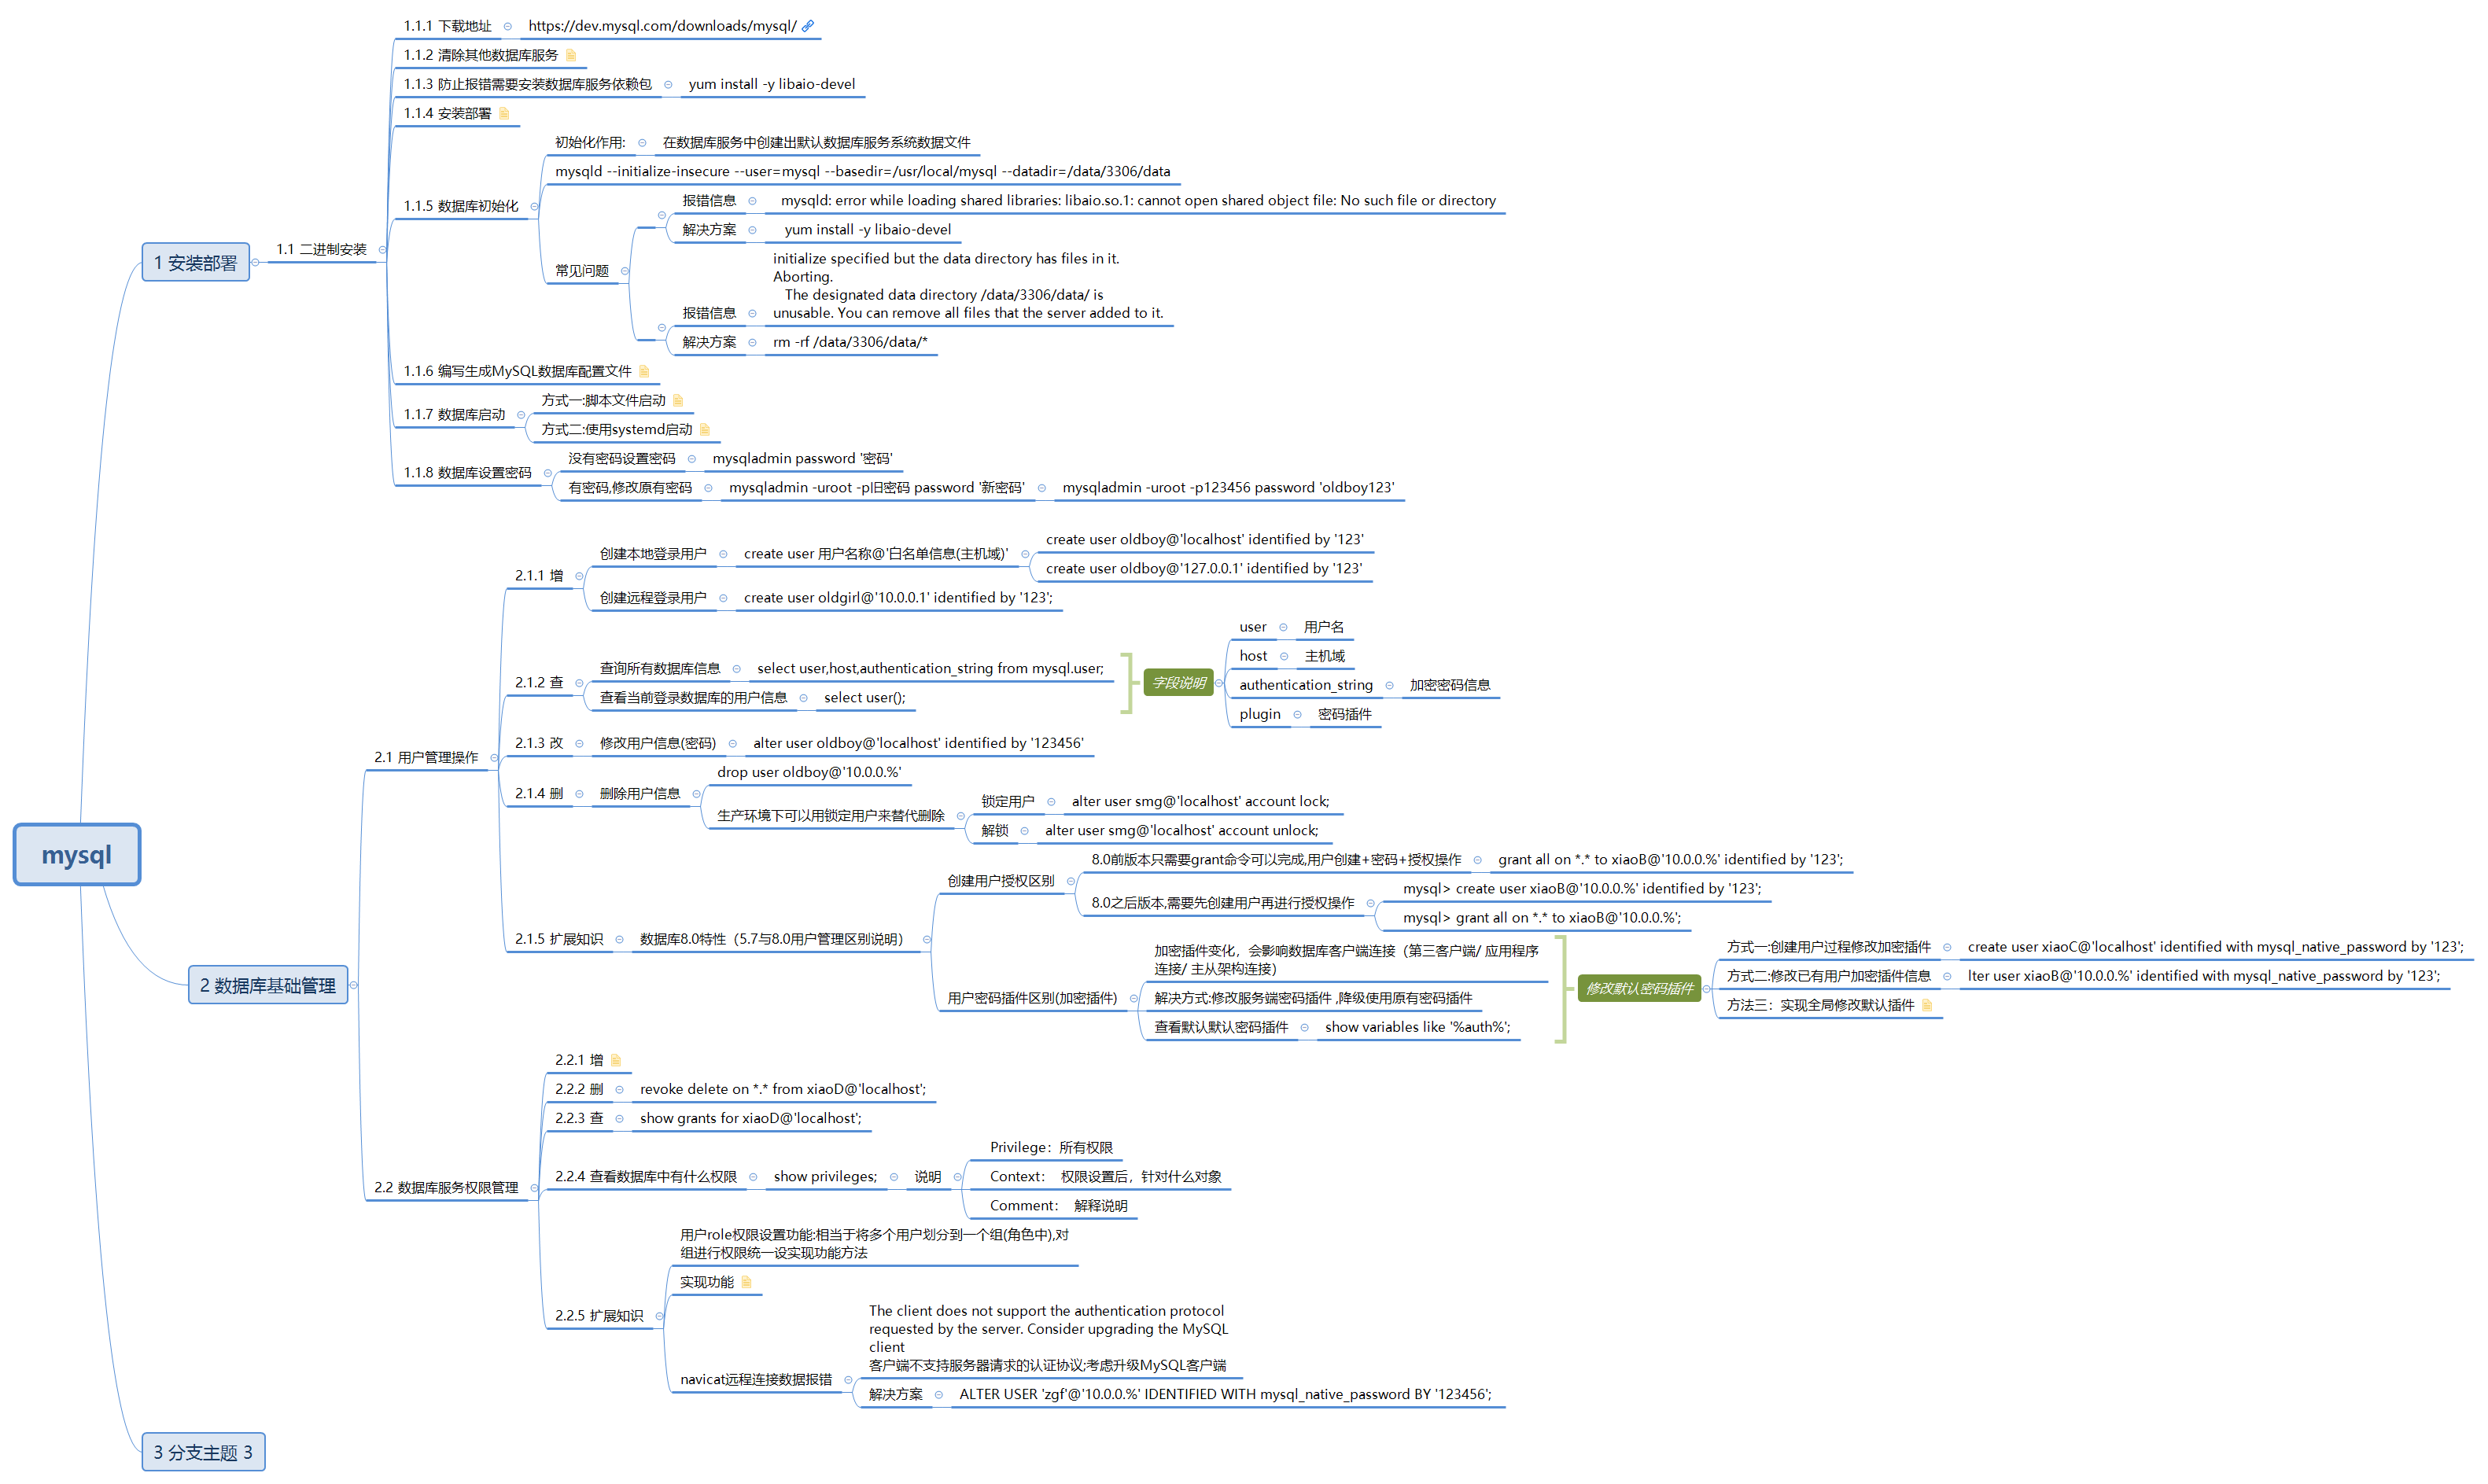 mysql
1 安装部署
1.1 二进制安装
1.1.1 下载地址
https://dev.mysql.com/downloads/mysql/
1.1.2 清除其他数据库服务
1.1.3 防止报错需要安装数据库服务依赖包
yum install -y libaio-devel
1.1.4 安装部署
1.1.5 数据库初始化
初始化作用:
在数据库服务中创建出默认数据库服务系统数据文件
mysqld --initialize-insecure --user=mysql --basedir=/usr/local/mysql --datadir=/data/3306/data
常见问题
报错信息
mysqld: error while loading shared libraries: libaio.so.1: cannot open shared object file: No such file or directory
解决方案
yum install -y libaio-devel
报错信息
initialize specified but the data directory has files in it.
Aborting.
The designated data directory /data/3306/data/ is
unusable. You can remove all files that the server added to it.
解决方案
rm -rf /data/3306/data/*
1.1.6 编写生成MySQL数据库配置文件
1.1.7 数据库启动
方式一:脚本文件启动
方式二:使用systemd启动
1.1.8 数据库设置密码
没有密码设置密码
mysqladmin password '密码'
有密码,修改原有密码
mysqladmin -uroot -p旧密码 password '新密码'
mysqladmin -uroot -p123456 password 'oldboy123'
2 数据库基础管理
2.1 用户管理操作
2.1.1 增
创建本地登录用户
create user 用户名称@'白名单信息(主机域)'
create user oldboy@'localhost' identified by '123'
create user oldboy@'127.0.0.1' identified by '123'
创建远程登录用户
create user oldgirl@'10.0.0.1' identified by '123';
2.1.2 查
查询所有数据库信息
select user,host,authentication_string from mysql.user;
查看当前登录数据库的用户信息
select user();
字段说明
user
用户名
host
主机域
authentication_string
加密密码信息
plugin
密码插件
2.1.3 改
修改用户信息(密码)
alter user oldboy@'localhost' identified by '123456'
2.1.4 删
删除用户信息
drop user oldboy@'10.0.0.%'
生产环境下可以用锁定用户来替代删除
锁定用户
alter user smg@'localhost' account lock;
解锁
alter user smg@'localhost' account unlock;
2.1.5 扩展知识
数据库8.0特性（5.7与8.0用户管理区别说明）
创建用户授权区别
8.0前版本只需要grant命令可以完成,用户创建+密码+授权操作
grant all on *.* to xiaoB@'10.0.0.%' identified by '123';
8.0之后版本,需要先创建用户再进行授权操作
mysql> create user xiaoB@'10.0.0.%' identified by '123';
mysql> grant all on *.* to xiaoB@'10.0.0.%';
用户密码插件区别(加密插件)
加密插件变化，会影响数据库客户端连接（第三客户端/ 应用程序
连接/ 主从架构连接）
解决方式:修改服务端密码插件 ,降级使用原有密码插件
查看默认默认密码插件
show variables like '%auth%';
修改默认密码插件
方式一:创建用户过程修改加密插件
create user xiaoC@'localhost' identified with mysql_native_password by '123';
方式二:修改已有用户加密插件信息
lter user xiaoB@'10.0.0.%' identified with mysql_native_password by '123';
方法三：实现全局修改默认插件
2.2 数据库服务权限管理
2.2.1 增
2.2.2 删
revoke delete on *.* from xiaoD@'localhost';
2.2.3 查
show grants for xiaoD@'localhost';
2.2.4 查看数据库中有什么权限
show privileges;
说明
Privilege：所有权限
Context： 权限设置后，针对什么对象
Comment： 解释说明
2.2.5 扩展知识
用户role权限设置功能:相当于将多个用户划分到一个组(角色中),对
组进行权限统一设实现功能方法
实现功能
navicat远程连接数据报错
The client does not support the authentication protocol
requested by the server. Consider upgrading the MySQL
client
客户端不支持服务器请求的认证协议;考虑升级MySQL客户端
解决方案
ALTER USER 'zgf'@'10.0.0.%' IDENTIFIED WITH mysql_native_password BY '123456';
3 分支主题 3